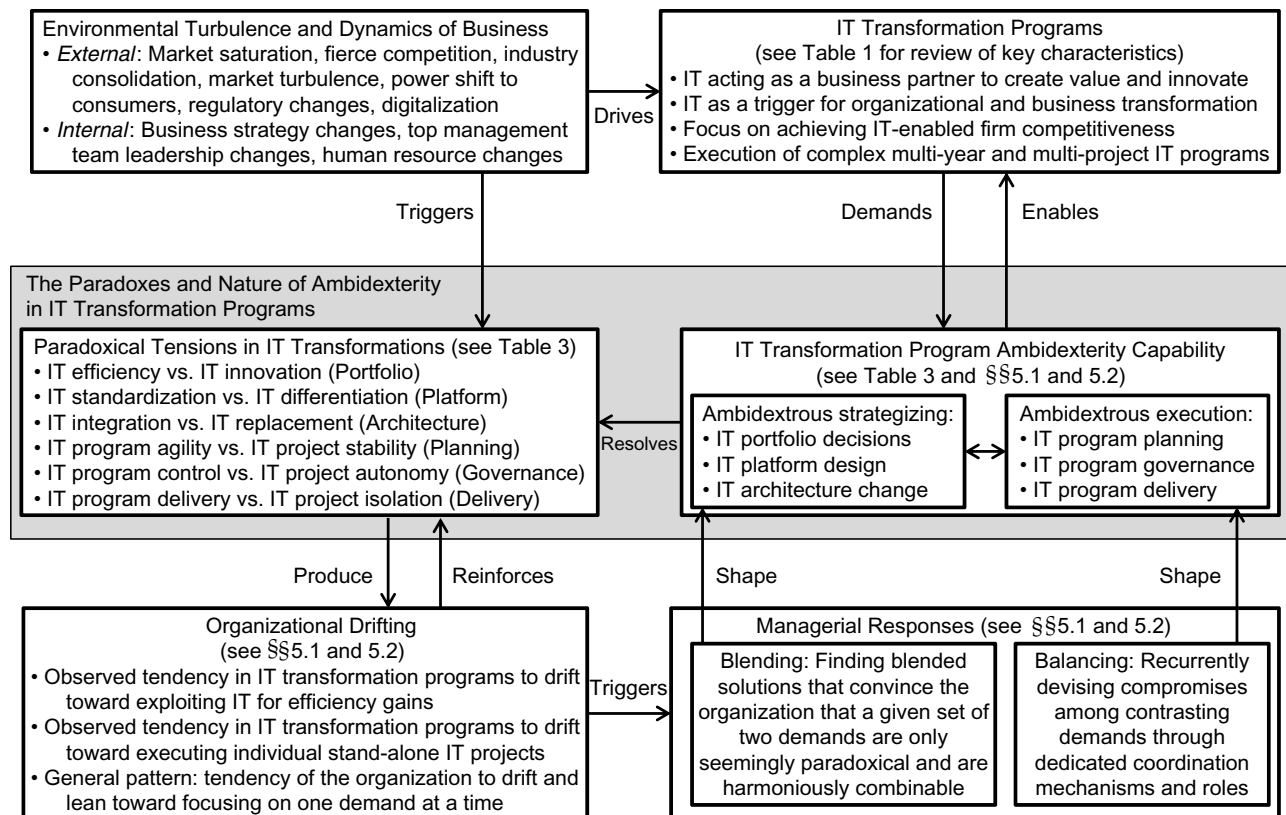 Environmental Turbulence and Dynamics of Business
• External: Market saturation, fierce competition, industry
consolidation, market turbulence, power shift to
consumers, regulatory changes, digitalization
• Internal: Business strategy changes, top management
team leadership changes, human resource changes
Drives
IT Transformation Programs
(see Table 1 for review of key characteristics)
• IT acting as a business partner to create value and innovate
• IT as a trigger for organizational and business transformation
• Focus on achieving IT-enabled firm competitiveness
• Execution of complex multi-year and multi-project IT programs
Triggers
Demands
Enables
The Paradoxes and Nature of Ambidexterity
in IT Transformation Programs
Paradoxical Tensions in IT Transformations (see Table 3)
• IT efficiency vs. IT innovation (Portfolio)
• IT standardization vs. IT differentiation (Platform)
• IT integration vs. IT replacement (Architecture)
• IT program agility vs. IT project stability (Planning)
• IT program control vs. IT project autonomy (Governance)
• IT program delivery vs. IT project isolation (Delivery)
Resolves
IT Transformation Program Ambidexterity Capability
(see Table 3 and §§5.1 and 5.2)
Ambidextrous strategizing:
• IT portfolio decisions
• IT platform design
• IT architecture change
Ambidextrous execution:
• IT program planning
• IT program governance
• IT program delivery
Produce
Reinforces
Shape
Shape
Organizational Drifting
(see §§5.1 and 5.2)
• Observed tendency in IT transformation programs to drift
toward exploiting IT for efficiency gains
• Observed tendency in IT transformation programs to drift
toward executing individual stand-alone IT projects
• General pattern: tendency of the organization to drift and
lean toward focusing on one demand at a time
Triggers
Managerial Responses (see §§5.1 and 5.2)
Blending: Finding blended
solutions that convince the
organization that a given set of
two demands are only
seemingly paradoxical and are
harmoniously combinable
Balancing: Recurrently
devising compromises
among contrasting
demands through
dedicated coordination
mechanisms and roles